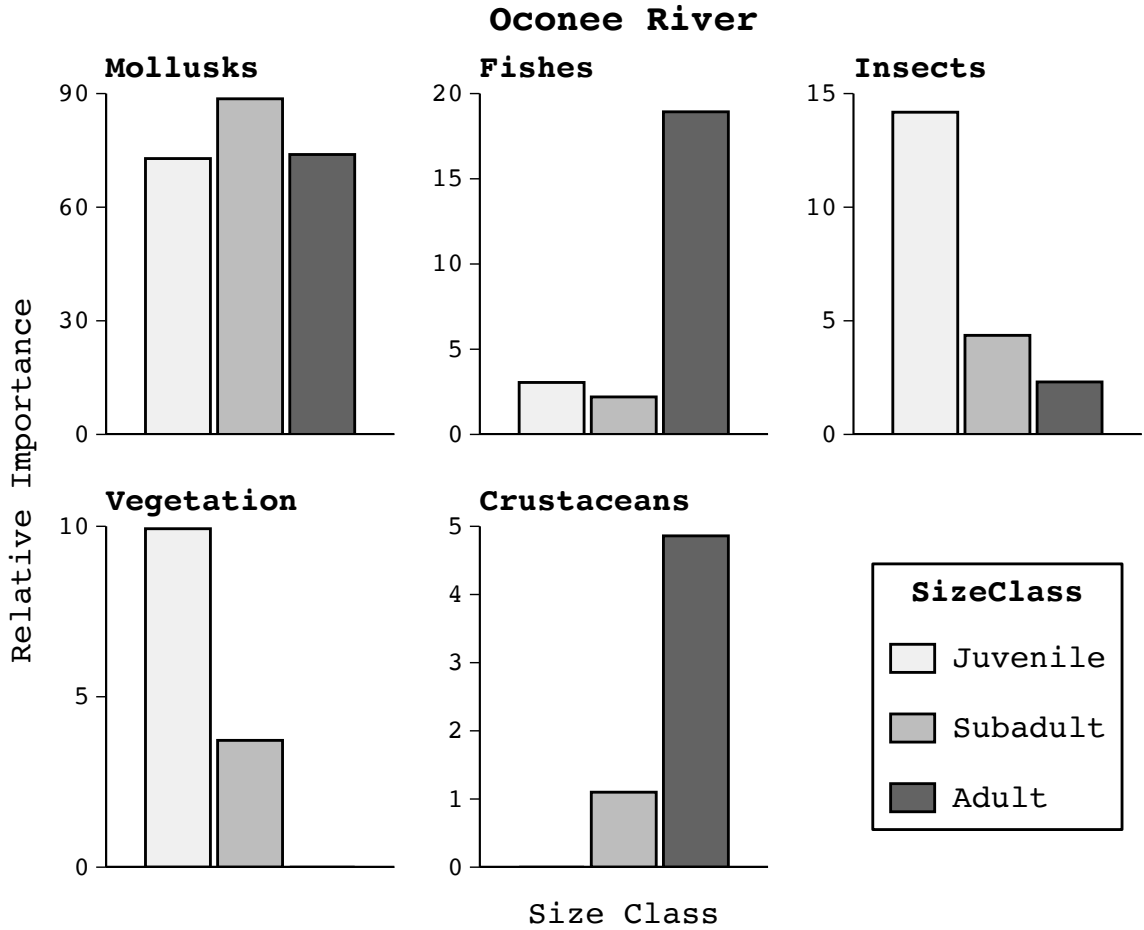 Oconee River
Mollusks
90
60
30
0
Fishes
20
15
10
5
0
Insects
15
10
5
0
Relative Importance
Vegetation
10
5
0
Crustaceans
5
4
3
2
1
0
SizeClass
Juvenile
Subadult
Adult
Size Class